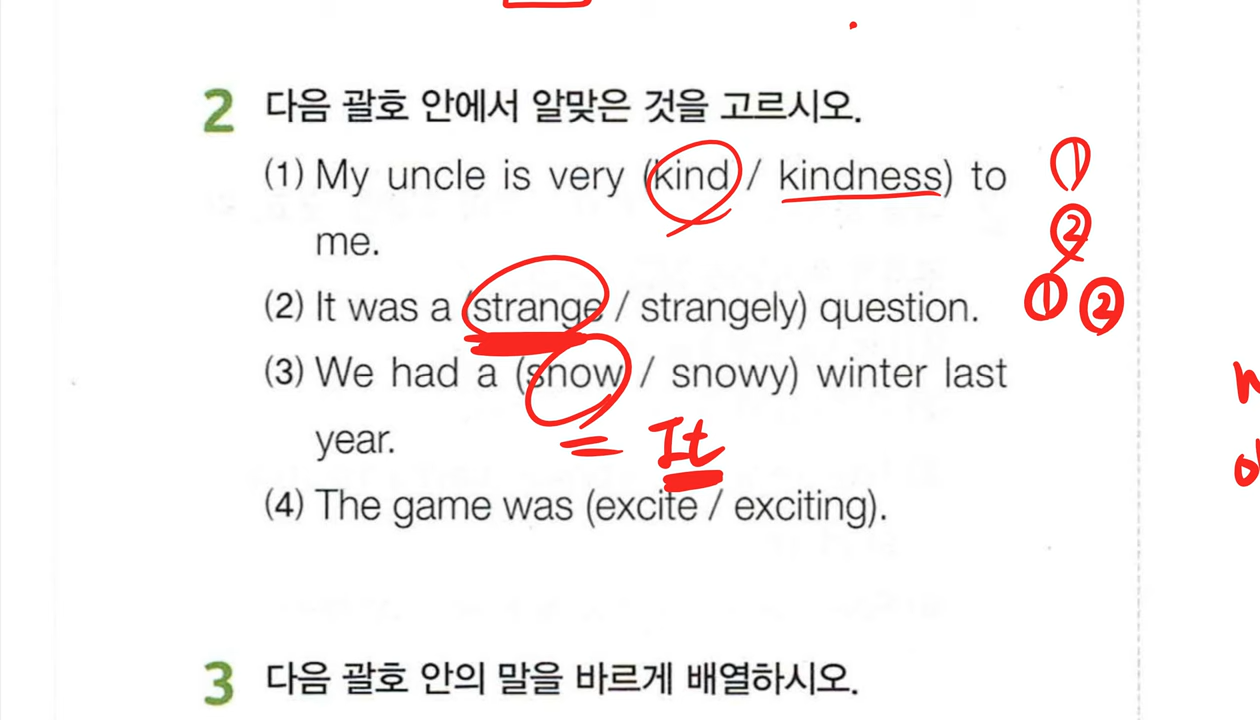 2 다음 괄호 안에서 알맞은 것을 고르시오.
(1) My uncle is very (kind / kindness) to ①
me. ②
(2) It was a (strange / strangely) question. ① ②
(3) We had a (snow / snowy) winter last
year. = It
(4) The game was (excite / exciting).
3 다음 괄호 안의 말을 바르게 배열하시오.